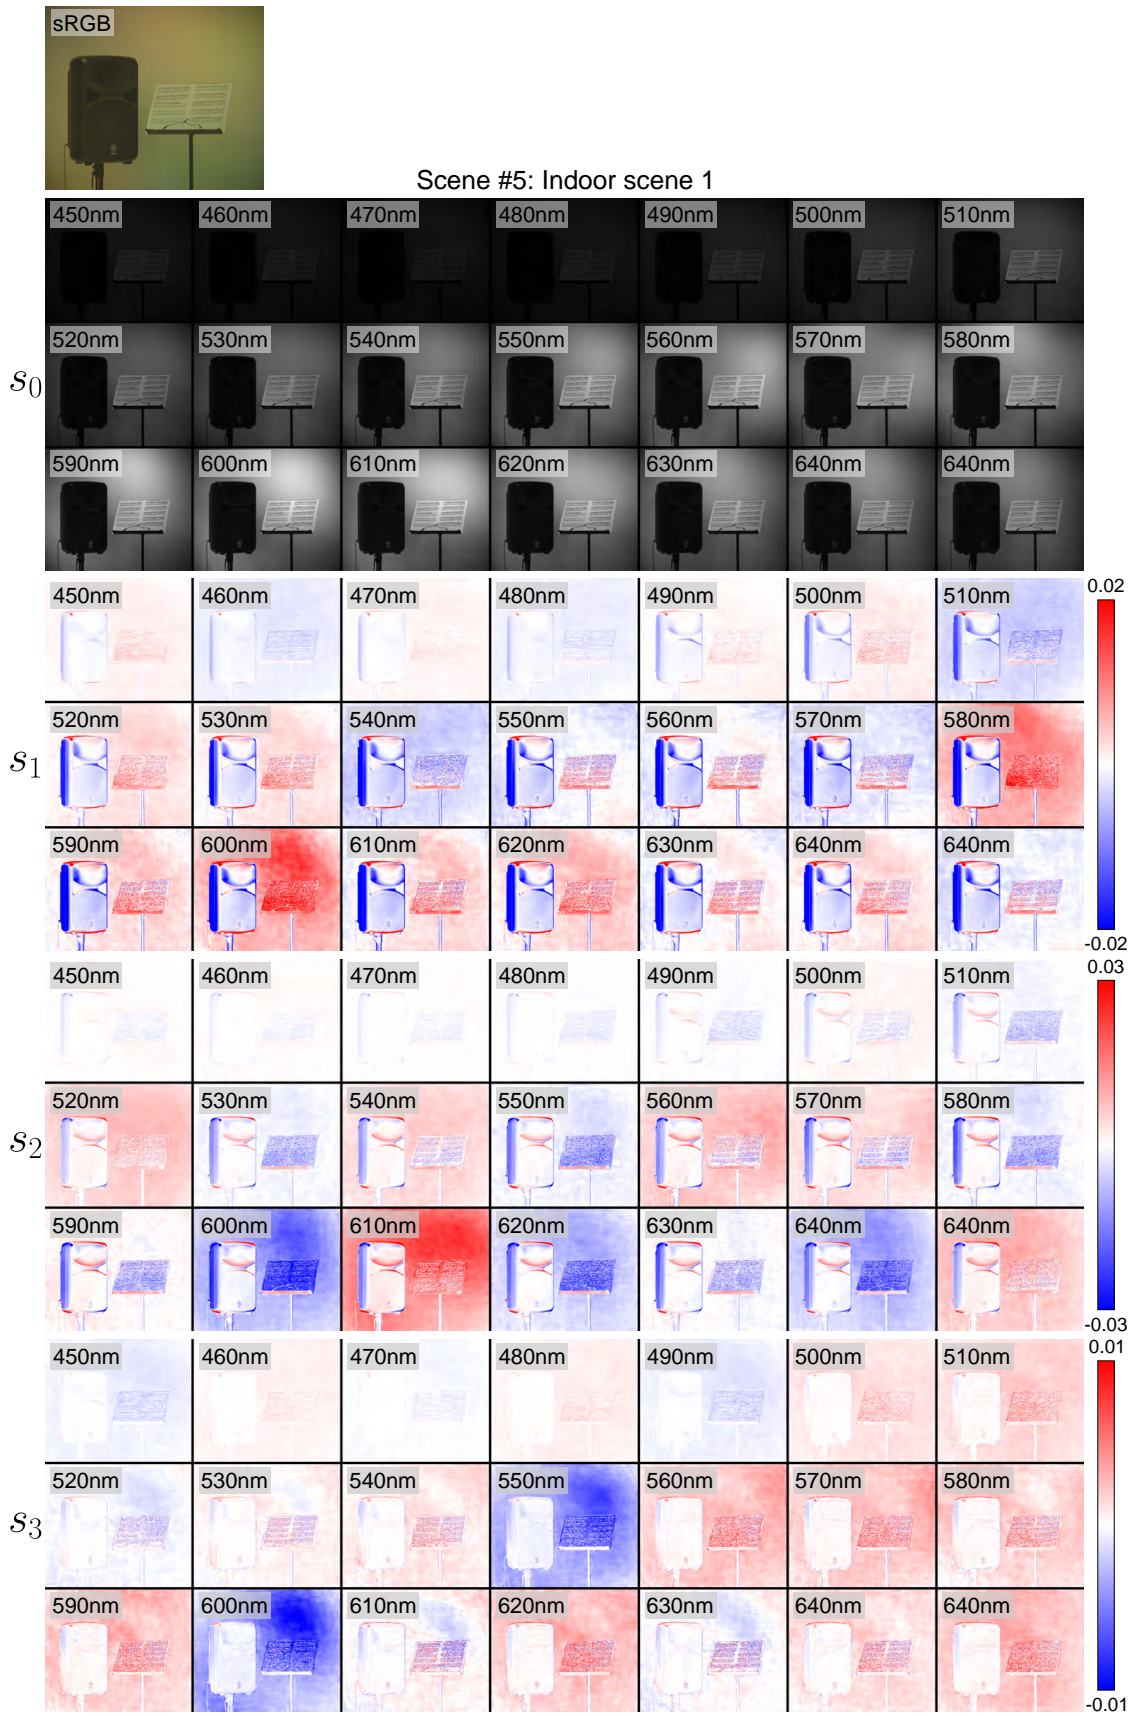 sRGB
Scene #5: Indoor scene 1
450nm 460nm 470nm 480nm 490nm 500nm 510nm
520nm 530nm 540nm 550nm 560nm 570nm 580nm
s0
590nm 600nm 610nm 620nm 630nm 640nm 640nm
450nm 460nm 470nm 480nm 490nm 500nm 510nm 0.02
520nm 530nm 540nm 550nm 560nm 570nm 580nm
s1
590nm 600nm 610nm 620nm 630nm 640nm 640nm
-0.02
450nm 460nm 470nm 480nm 490nm 500nm 510nm 0.03
520nm 530nm 540nm 550nm 560nm 570nm 580nm
s2
590nm 600nm 610nm 620nm 630nm 640nm 640nm
-0.03
450nm 460nm 470nm 480nm 490nm 500nm 510nm 0.01
520nm 530nm 540nm 550nm 560nm 570nm 580nm
s3
590nm 600nm 610nm 620nm 630nm 640nm 640nm
-0.01